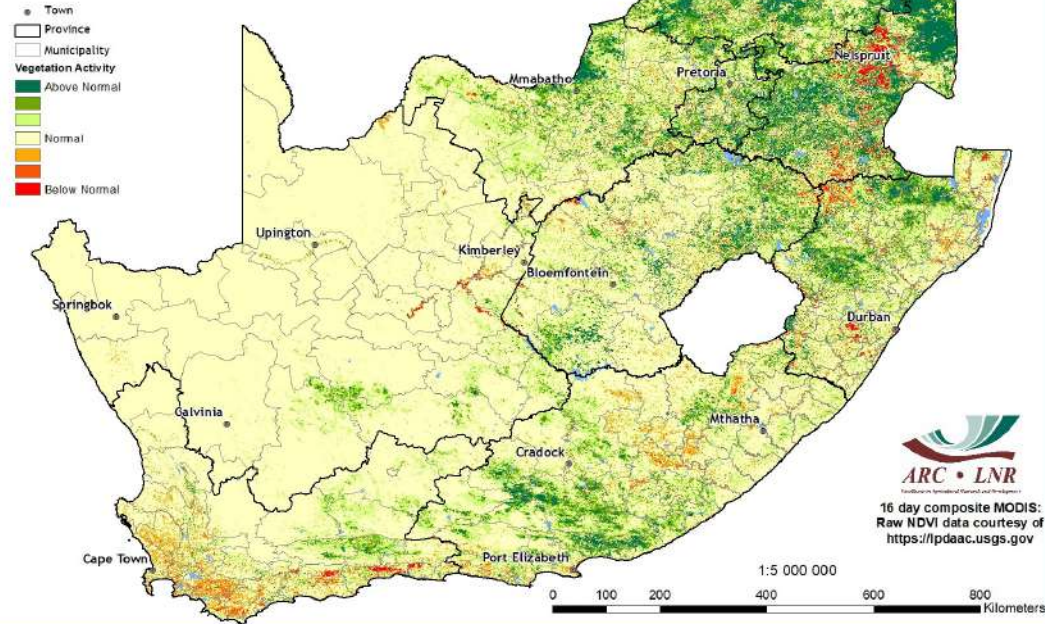 Town
Province
Municipality
Vegetation Activity
Above Normal
Normal
Below Normal
Mmabatho
Pretoria
Nelspruit
Upington
Kimberley
Bloemfontein
Springbok
Durban
Calvinia
Mthatha
Cradock
Cape Town
Port Elizabeth
ARC • LNR
16 day composite MODIS:
Raw NDVI data courtesy of
https://lpdaac.usgs.gov
1:5 000 000
0 100 200 400 600 800
Kilometers